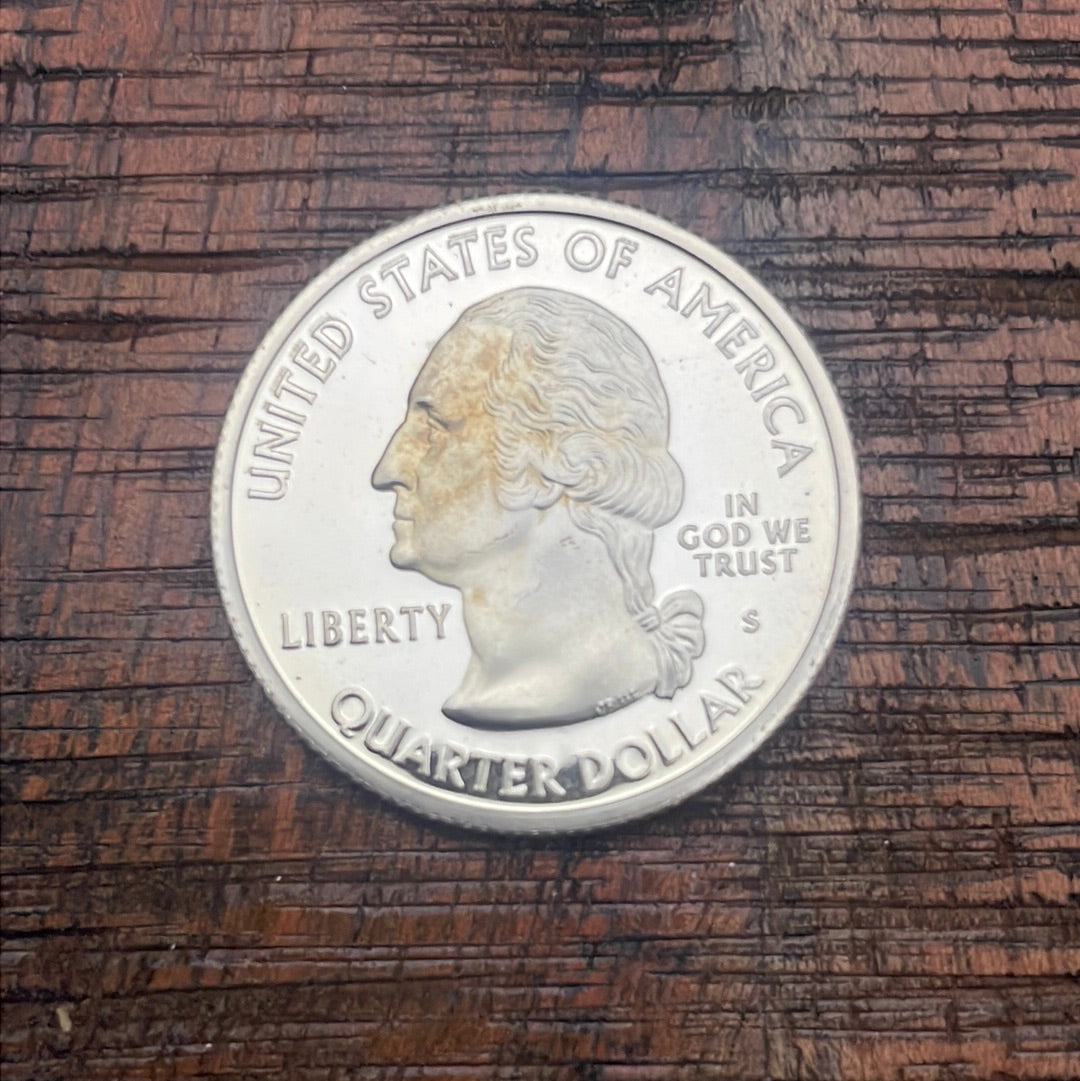 UNITED STATES OF AMERICA
IN
GOD WE
TRUST
LIBERTY
S
QUARTER DOLLAR